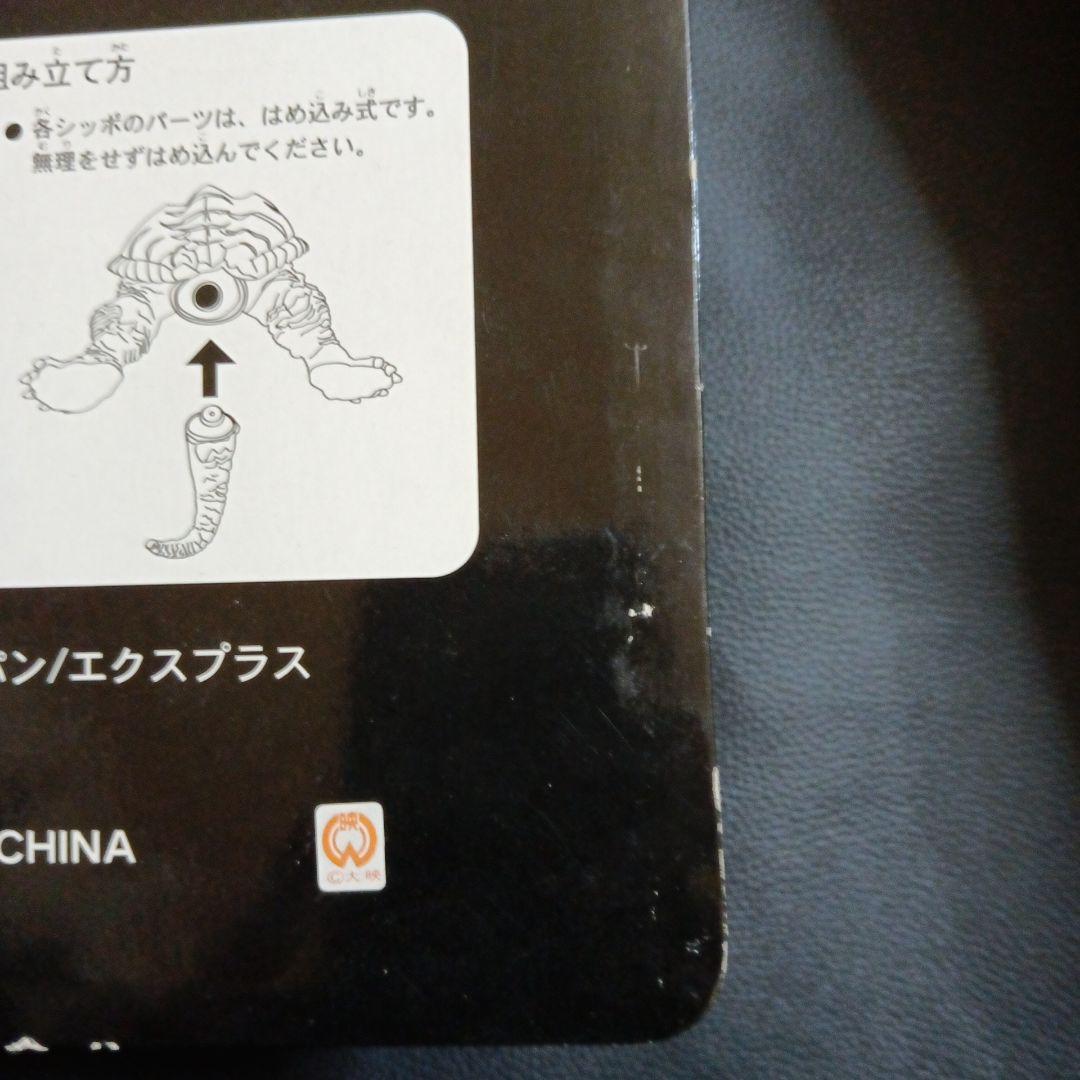 組み立て方
● 各シッポのパーツは、はめ込み式です。
無理をせずはめ込んでください。
パン/エクスプラス
CHINA
映
©大映